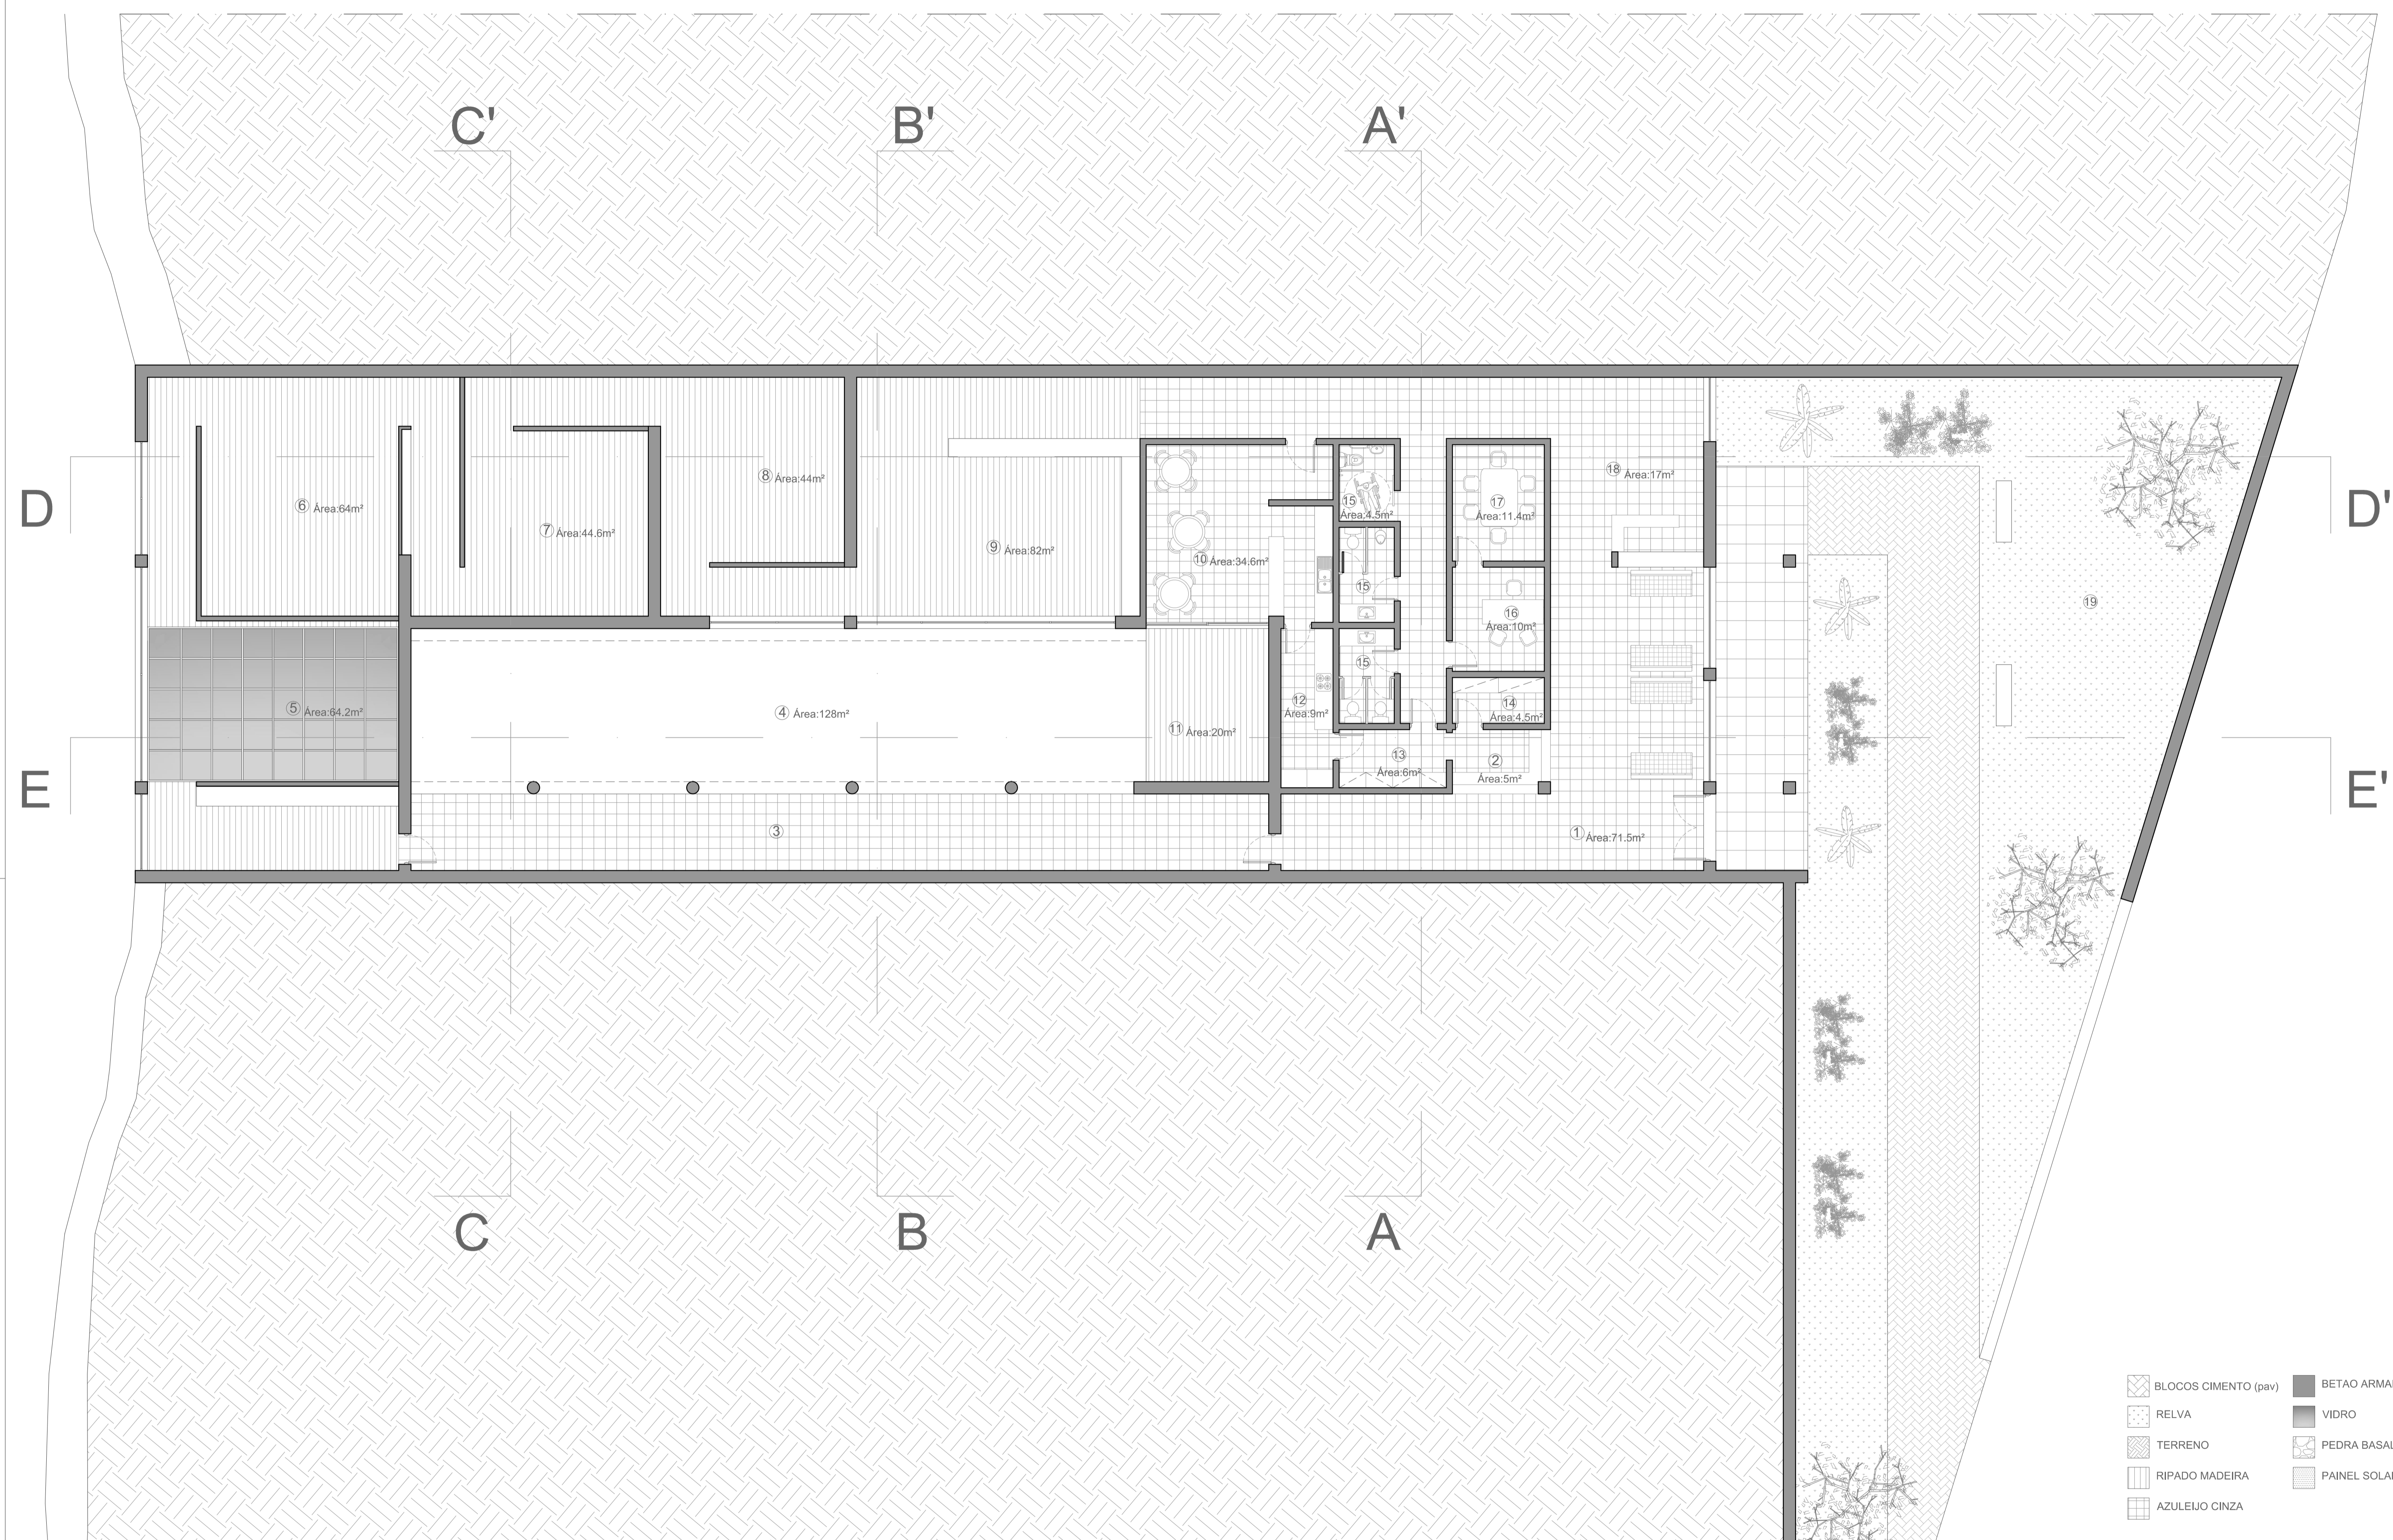 C' B' A'
D D'
⑥ Área:64m²
⑦ Área:44.6m²
⑧ Área:44m²
⑨ Área:82m²
⑩ Área:34.6m²
⑮
Área:4.5m²
⑰
Área:11.4m²
⑱ Área:17m²
⑮
⑯
Área:10m²
⑲
⑮
E E'
⑤ Área:64.2m²
④ Área:128m²
⑪ Área:20m²
⑫
Área:9m²
⑭
Área:4.5m²
⑬
Área:6m²
②
Área:5m²
③
① Área:71.5m²
C B A
BLOCOS CIMENTO (pav)
RELVA
TERRENO
RIPADO MADEIRA
AZULEIJO CINZA
BETAO
VIDRO
PEDRA
PAINEL